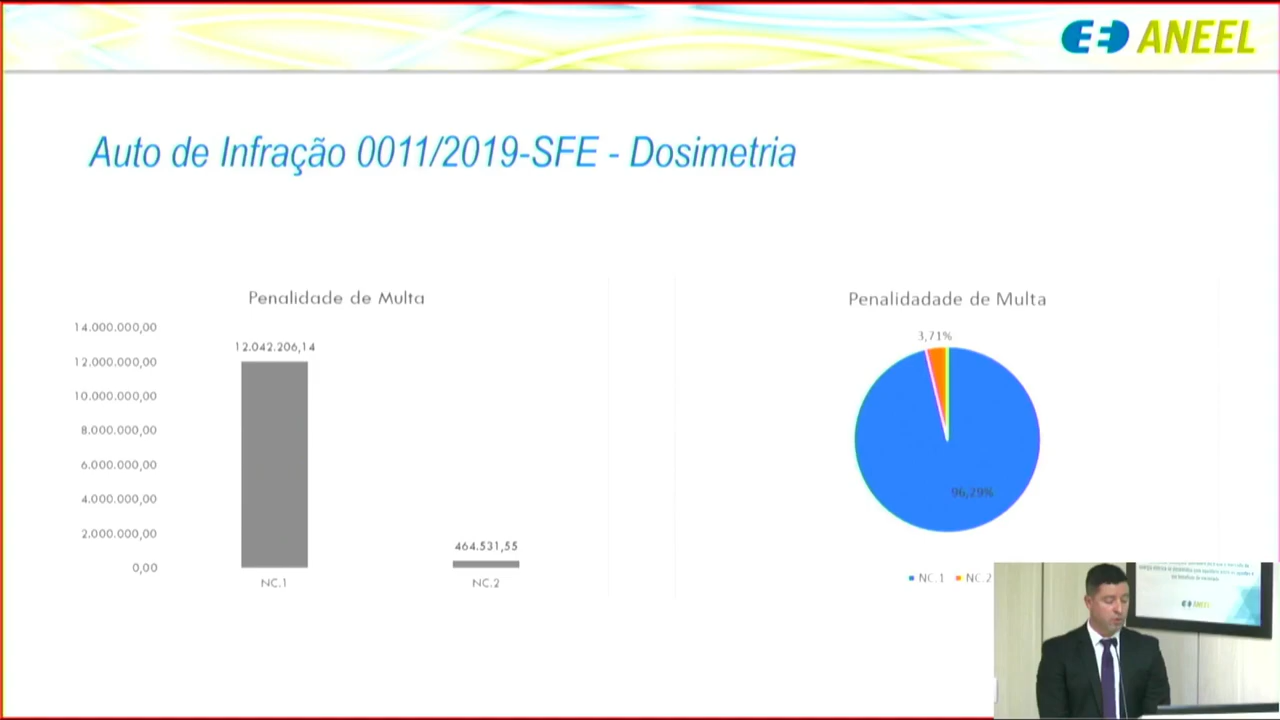 ANEEL
Auto de Infração 0011/2019-SFE - Dosimetria
Penalidade de Multa
14.000.000,00
12.000.000,00
10.000.000,00
8.000.000,00
6.000.000,00
4.000.000,00
2.000.000,00
0,00
12.042.206,14
464.531,55
NC.1
NC.2
Penalidadade de Multa
3,71%
96,29%
NC.1
NC.2
ANEEL